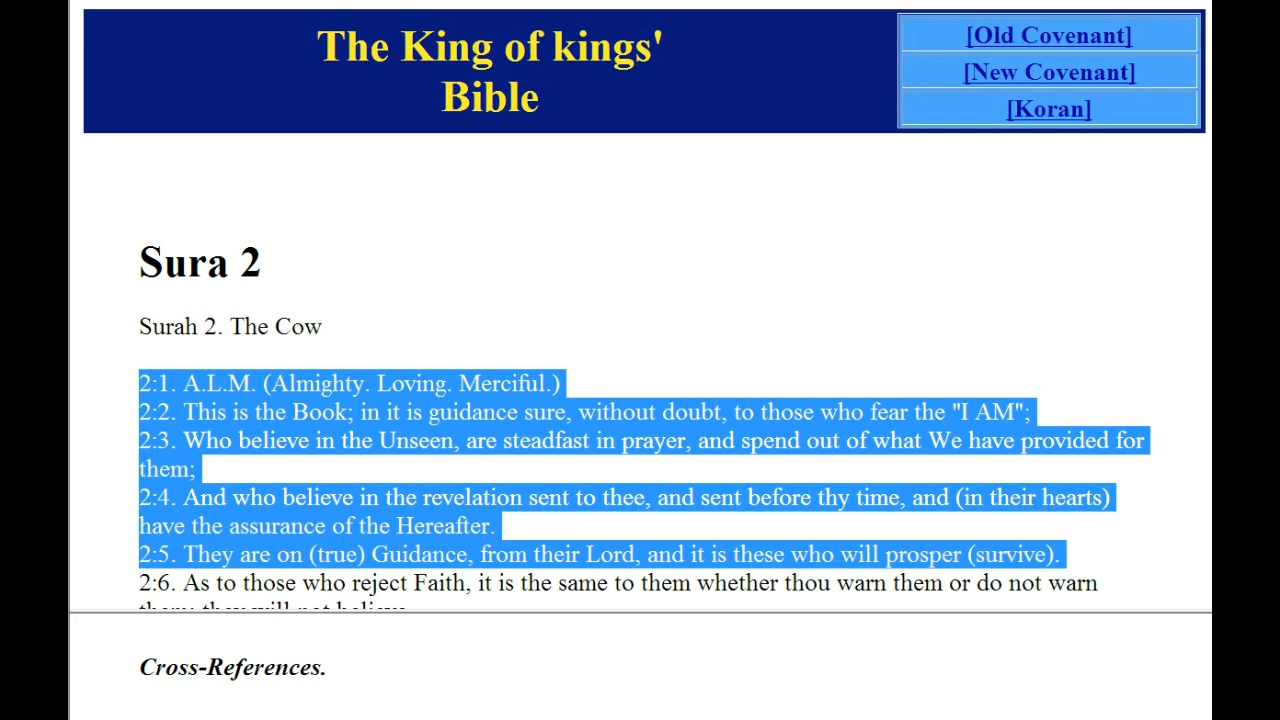 The King of kings'
Bible
[Old Covenant]
[New Covenant]
[Koran]
Sura 2
Surah 2. The Cow
2:1. A.L.M. (Almighty. Loving. Merciful.)
2:2. This is the Book; in it is guidance sure, without doubt, to those who fear the "I AM";
2:3. Who believe in the Unseen, are steadfast in prayer, and spend out of what We have provided for
them;
2:4. And who believe in the revelation sent to thee, and sent before thy time, and (in their hearts)
have the assurance of the Hereafter.
2:5. They are on (true) Guidance, from their Lord, and it is these who will prosper (survive).
2:6. As to those who reject Faith, it is the same to them whether thou warn them or do not warn
them; they will not believe.
Cross-References.